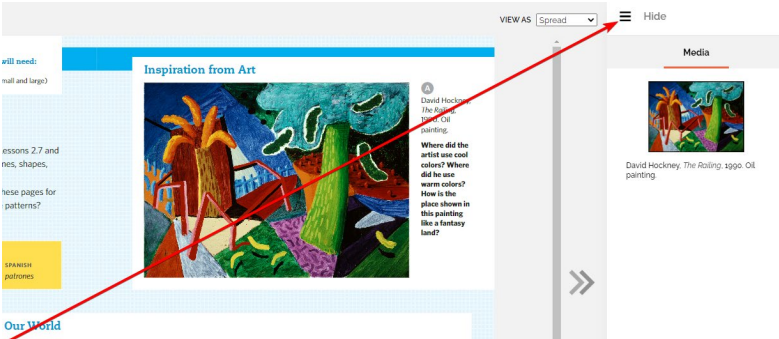 VIEW AS Spread
Hide
Media
will need:
mall and large)
essons 2.7 and
nes, shapes,
hese pages for
patterns?
SPANISH
patrones
Our World
Inspiration from Art
A
David Hockney,
The Railing,
1990. Oil
painting.
Where did the
artist use cool
colors? Where
did he use
warm colors?
How is the
place shown in
this painting
like a fantasy
land?
David Hockney, The Railing, 1990. Oil
painting.